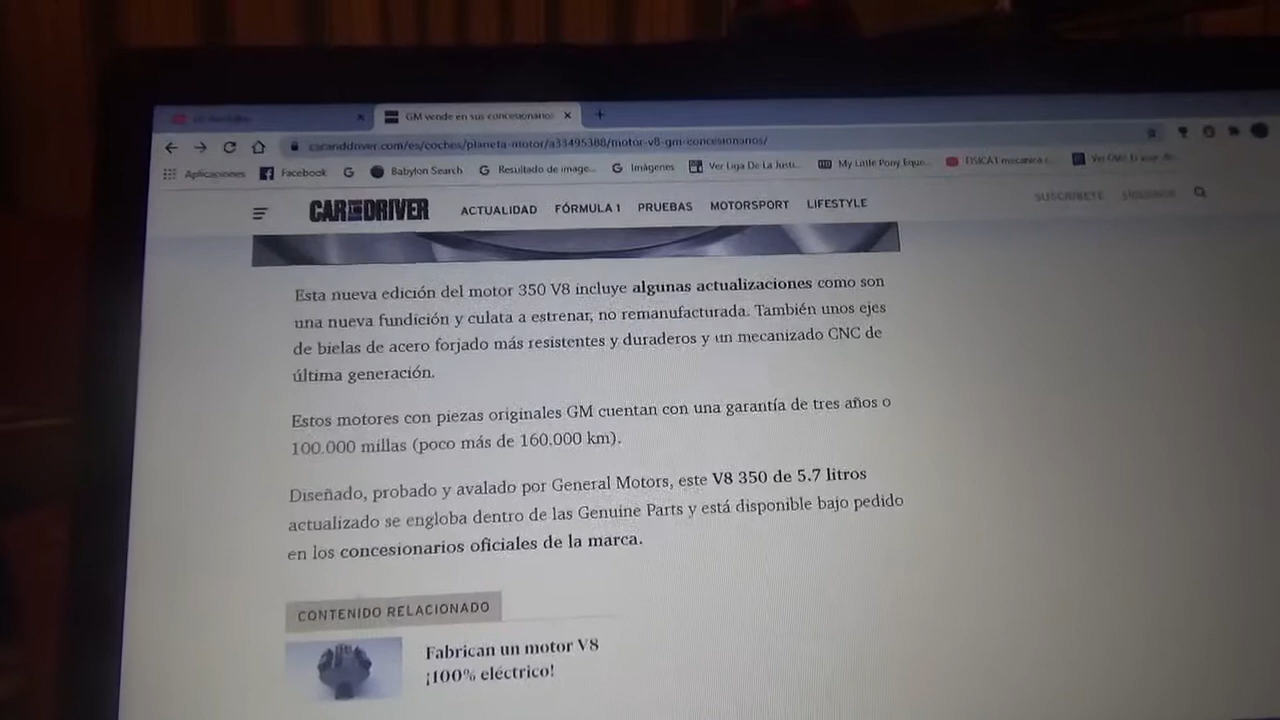 GM vende en sus concesionarios
caranddriver.com/es/coches/planeta-motor/a33495388/motor-v8-gm-concesionarios/
Aplicaciones Facebook Babylon Search Resultado de image... Imágenes Ver Liga De La Justi... My Little Pony Eque...
CAR AND DRIVER ACTUALIDAD FÓRMULA 1 PRUEBAS MOTORSPORT LIFESTYLE SUSCRÍBETE
Esta nueva edición del motor 350 V8 incluye algunas actualizaciones como son
una nueva fundición y culata a estrenar, no remanufacturada. También unos ejes
de bielas de acero forjado más resistentes y duraderos y un mecanizado CNC de
última generación.
Estos motores con piezas originales GM cuentan con una garantía de tres años o
100.000 millas (poco más de 160.000 km).
Diseñado, probado y avalado por General Motors, este V8 350 de 5.7 litros
actualizado se engloba dentro de las Genuine Parts y está disponible bajo pedido
en los concesionarios oficiales de la marca.
CONTENIDO RELACIONADO
Fabrican un motor V8
¡100% eléctrico!